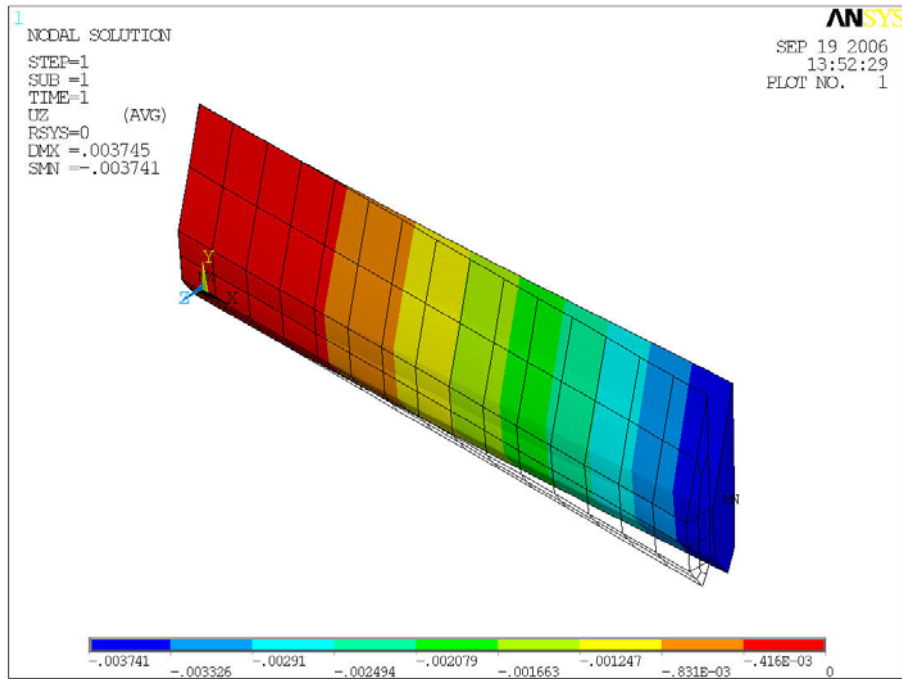 1
NODAL SOLUTION
STEP=1
SUB =1
TIME=1
UZ (AVG)
RSYS=0
DMX =.003745
SMN =-.003741
ANSYS
SEP 19 2006
13:52:29
PLOT NO. 1
Y
Z X
-.003741 -.00291 -.002079 -.001247 -.416E-03
-.003326 -.002494 -.001663 -.831E-03 0